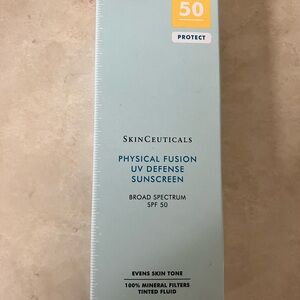 50
PROTECT
SKINCEUTICALS
PHYSICAL FUSION
UV DEFENSE
SUNSCREEN
BROAD SPECTRUM
SPF 50
EVENS SKIN TONE
100% MINERAL FILTERS
TINTED FLUID